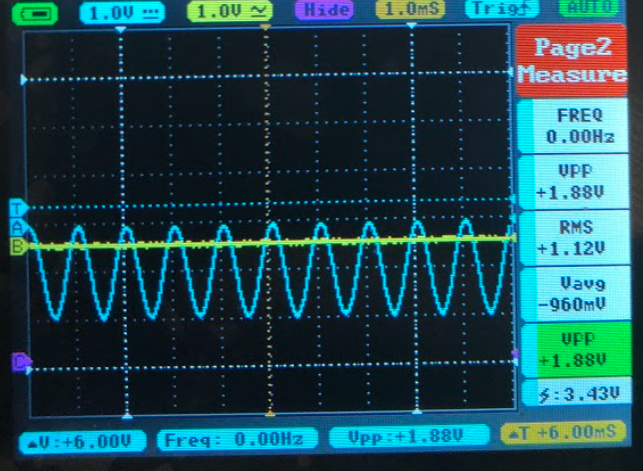 1.0V
1.0V
Hide
1.0mS
Trig
AUTO
Page2
Measure
FREQ
0.00Hz
VPP
+1.88V
RMS
+1.12V
Vavg
-960mV
VPP
+1.88V
:3.43V
T
A
B
▲V:+6.00V
Freq: 0.00Hz
Vpp:+1.88V
▲T +6.00mS